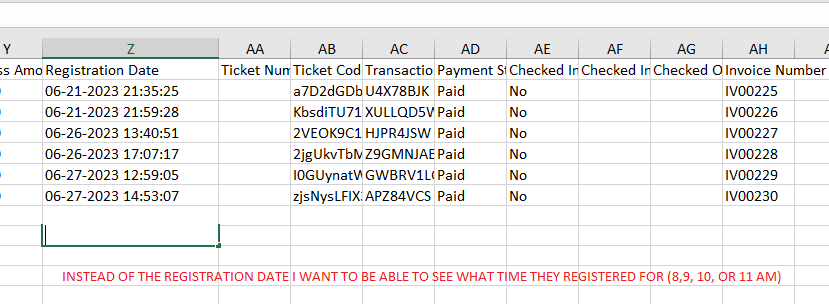 Y Z AA AB AC AD AE AF AG AH
ss Amo Registration Date Ticket Num Ticket Cod Transactio Payment St Checked In Checked In Checked O Invoice Number
06-21-2023 21:35:25 a7D2dGDb U4X78BJK Paid No IV00225
06-21-2023 21:59:28 KbsdiTU71 XULLQD5V Paid No IV00226
06-26-2023 13:40:51 2VEOK9C1 HJPR4JSW Paid No IV00227
06-26-2023 17:07:17 2jgUkvTbM Z9GMNJAE Paid No IV00228
06-27-2023 12:59:05 I0GUynatW GWBRV1L Paid No IV00229
06-27-2023 14:53:07 zjsNysLFIX APZ84VCS Paid No IV00230
INSTEAD OF THE REGISTRATION DATE I WANT TO BE ABLE TO SEE WHAT TIME THEY REGISTERED FOR (8,9, 10, OR 11 AM)